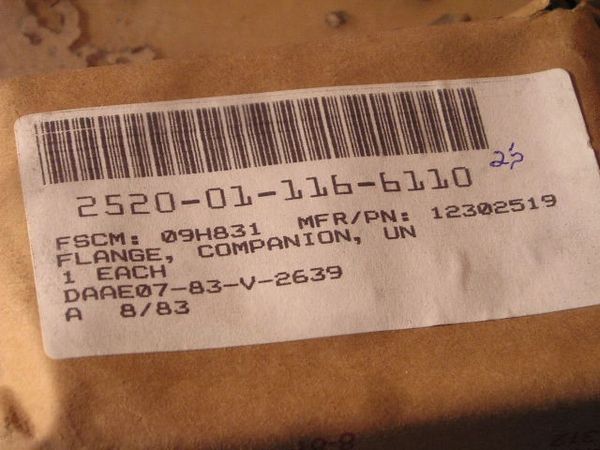 2520-01-116-6110
FSCM: 09H831 MFR/PN: 12302519
FLANGE, COMPANION, UN
1 EACH
DAAE07-83-V-2639
A 8/83